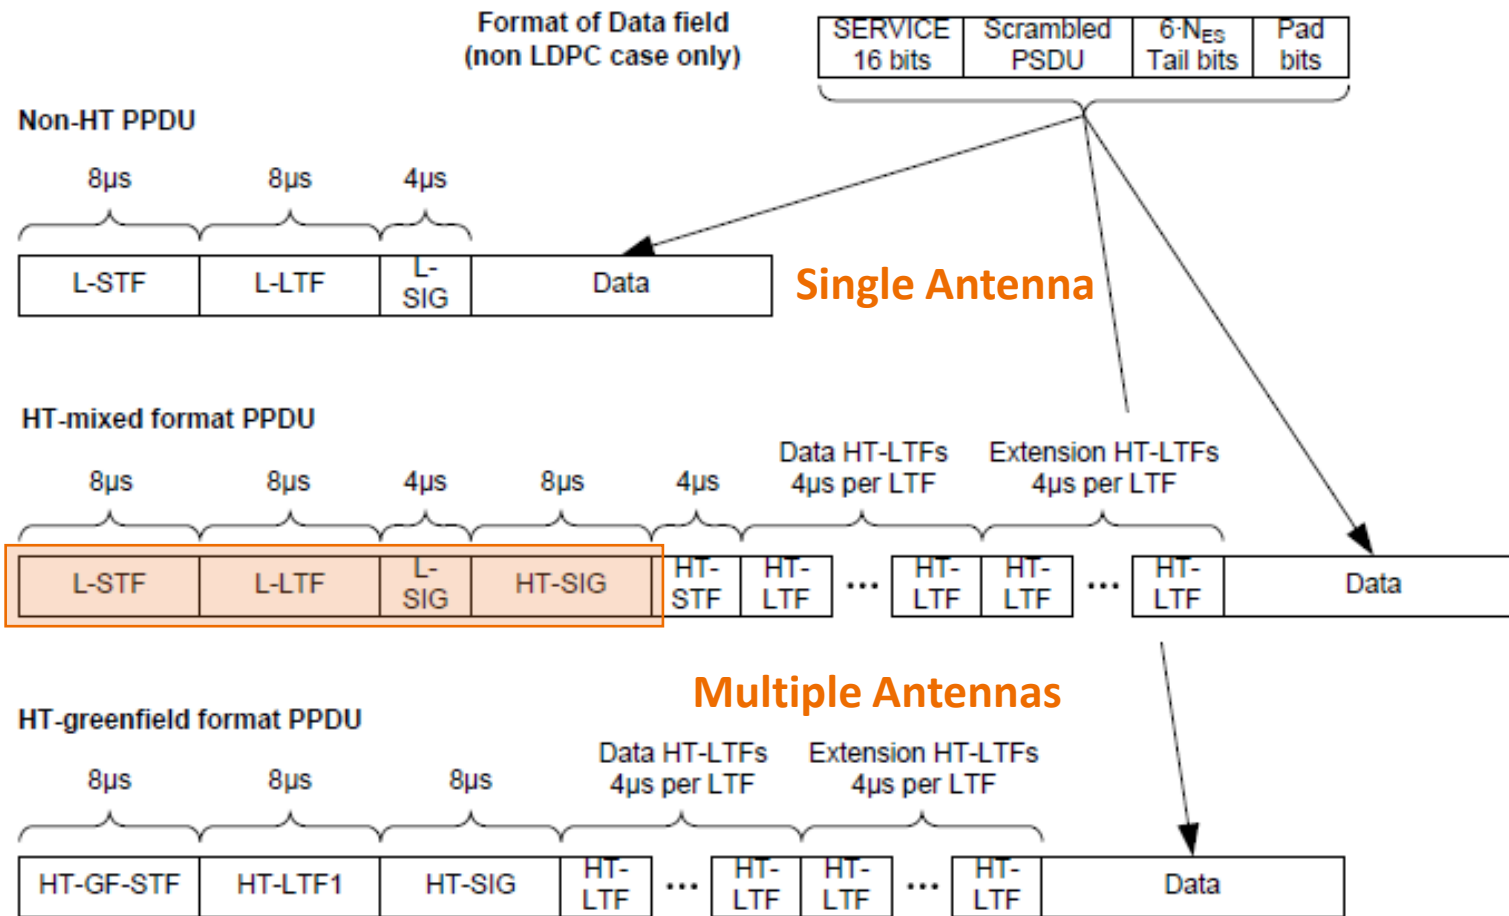 Format of Data field
(non LDPC case only)
SERVICE
16 bits
Scrambled
PSDU
6·NES
Tail bits
Pad
bits
Non-HT PPDU
8µs
8µs
4µs
L-STF
L-LTF
L-
SIG
Data
Single Antenna
HT-mixed format PPDU
Data HT-LTFs
4µs per LTF
Extension HT-LTFs
4µs per LTF
8µs
8µs
4µs
8µs
4µs
L-STF
L-LTF
L-
SIG
HT-SIG
HT-
STF
HT-
LTF
...
HT-
LTF
HT-
LTF
...
HT-
LTF
Data
Multiple Antennas
HT-greenfield format PPDU
Data HT-LTFs
4µs per LTF
Extension HT-LTFs
4µs per LTF
8µs
8µs
8µs
HT-GF-STF
HT-LTF1
HT-SIG
HT-
LTF
...
HT-
LTF
HT-
LTF
...
HT-
LTF
Data